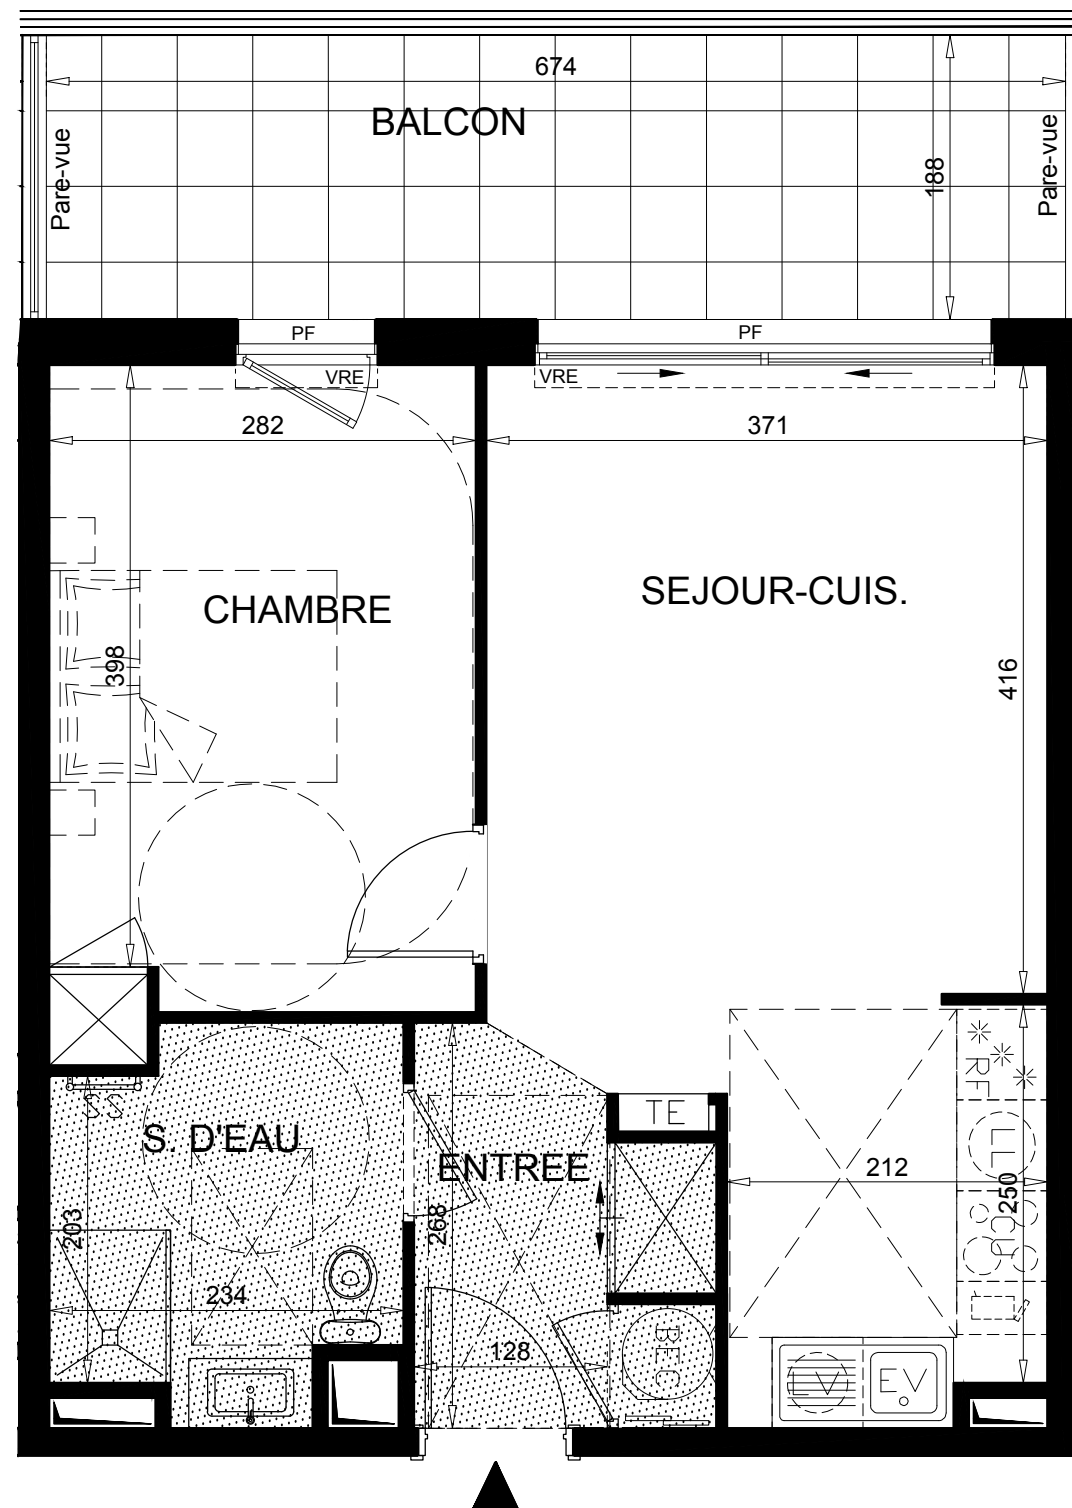 674
BALCON
188
Pare-vue
Pare-vue
PF
PF
VRE
VRE
282
371
CHAMBRE
SEJOUR-CUIS.
398
416
RF
TE
S. D'EAU
ENTREE
LL
212
250
203
268
CUIS
234
128
BEC
LV
EV